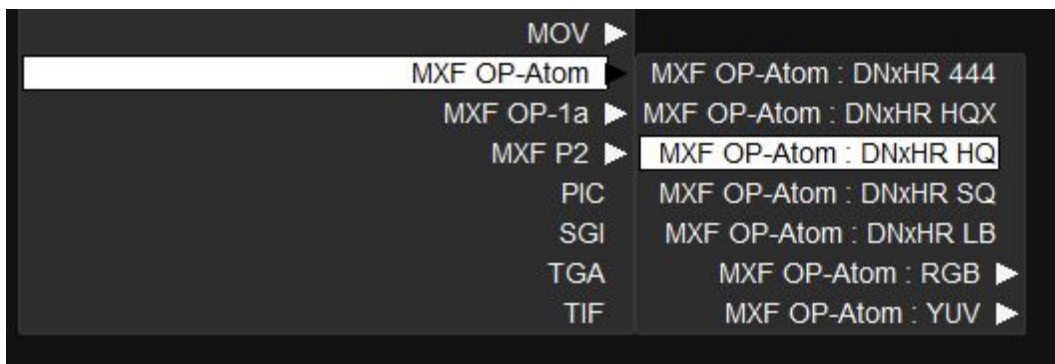 MOV
MXF OP-Atom
MXF OP-1a
MXF P2
PIC
SGI
TGA
TIF
MXF OP-Atom : DNxHR 444
MXF OP-Atom : DNxHR HQX
MXF OP-Atom : DNxHR HQ
MXF OP-Atom : DNxHR SQ
MXF OP-Atom : DNxHR LB
MXF OP-Atom : RGB
MXF OP-Atom : YUV